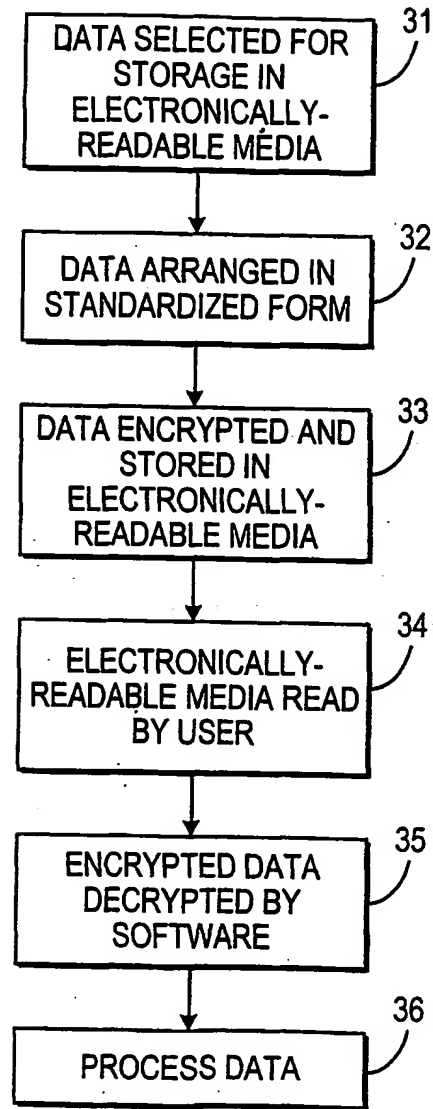 31
DATA SELECTED FOR
STORAGE IN
ELECTRONICALLY-
READABLE MEDIA
32
DATA ARRANGED IN
STANDARDIZED FORM
33
DATA ENCRYPTED AND
STORED IN
ELECTRONICALLY-
READABLE MEDIA
34
ELECTRONICALLY-
READABLE MEDIA READ
BY USER
35
ENCRYPTED DATA
DECRYPTED BY
SOFTWARE
36
PROCESS DATA